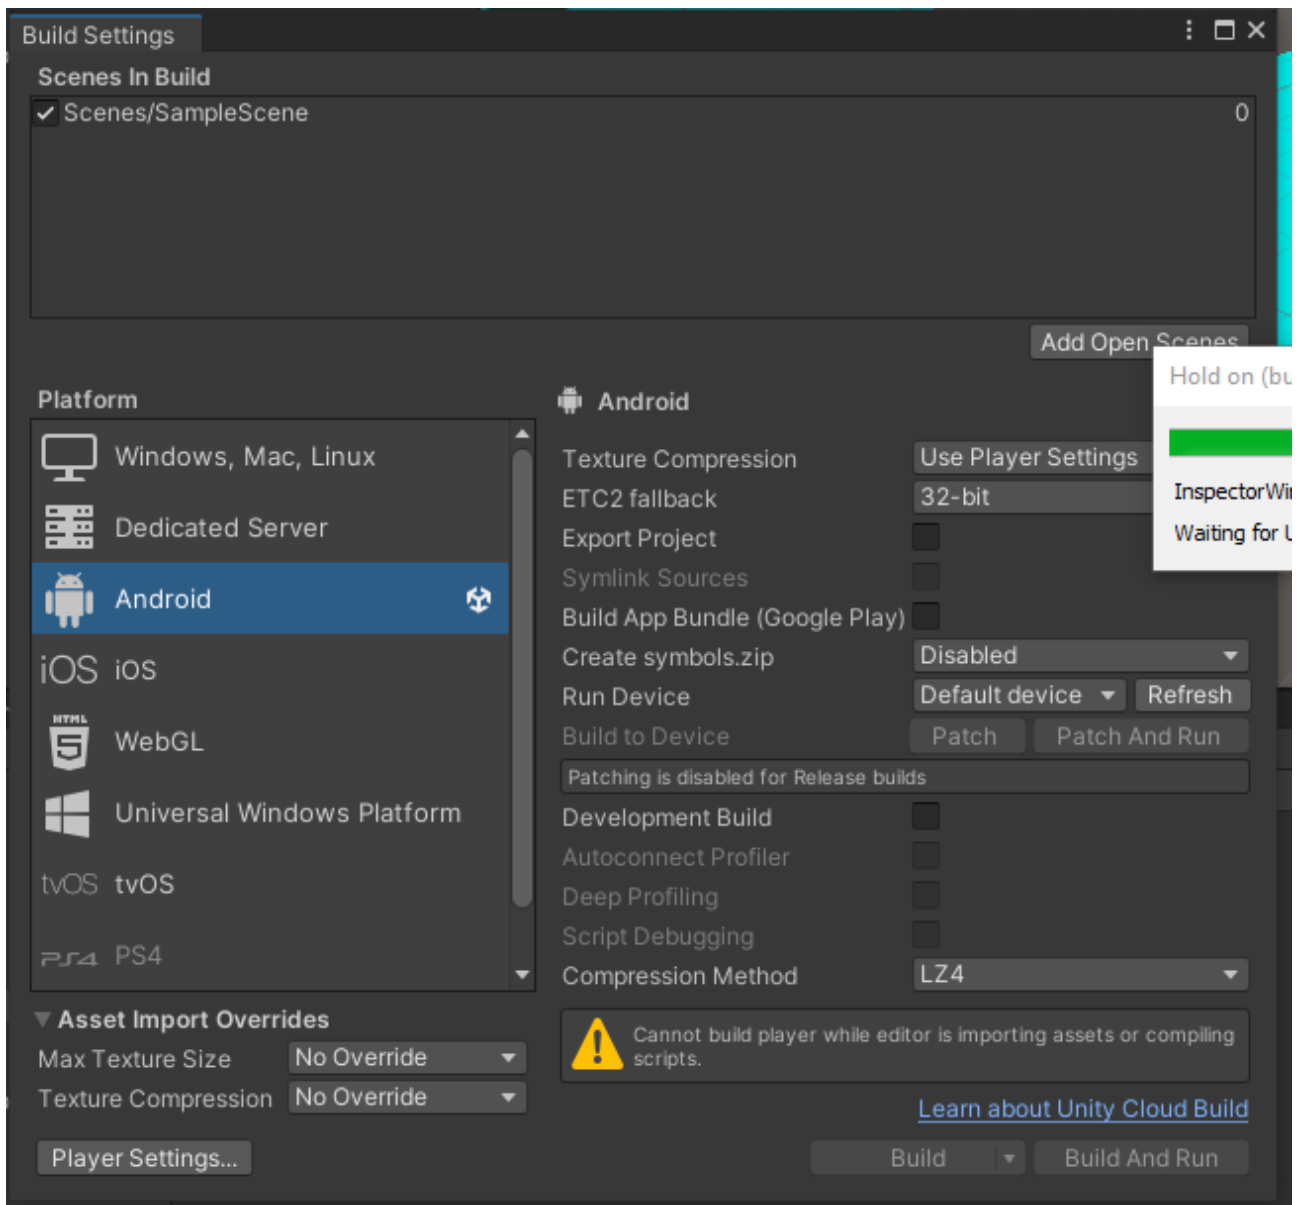 Build Settings
Scenes In Build
Scenes/SampleScene 0
Add Open Scenes
Hold on (bu
Platform
Android
Windows, Mac, Linux
Texture Compression Use Player Settings
InspectorWin
ETC2 fallback 32-bit
Dedicated Server
Export Project
Waiting for U
Symlink Sources
Android
Build App Bundle (Google Play)
Create symbols.zip Disabled
iOS iOS
Run Device Default device Refresh
HTML 5 WebGL
Build to Device Patch Patch And Run
Patching is disabled for Release builds
Universal Windows Platform
Development Build
Autoconnect Profiler
tvOS tvOS
Deep Profiling
Script Debugging
PS4 PS4
Compression Method LZ4
Asset Import Overrides
Cannot build player while editor is importing assets or compiling
scripts.
Max Texture Size No Override
Texture Compression No Override
Learn about Unity Cloud Build
Player Settings...
Build Build And Run